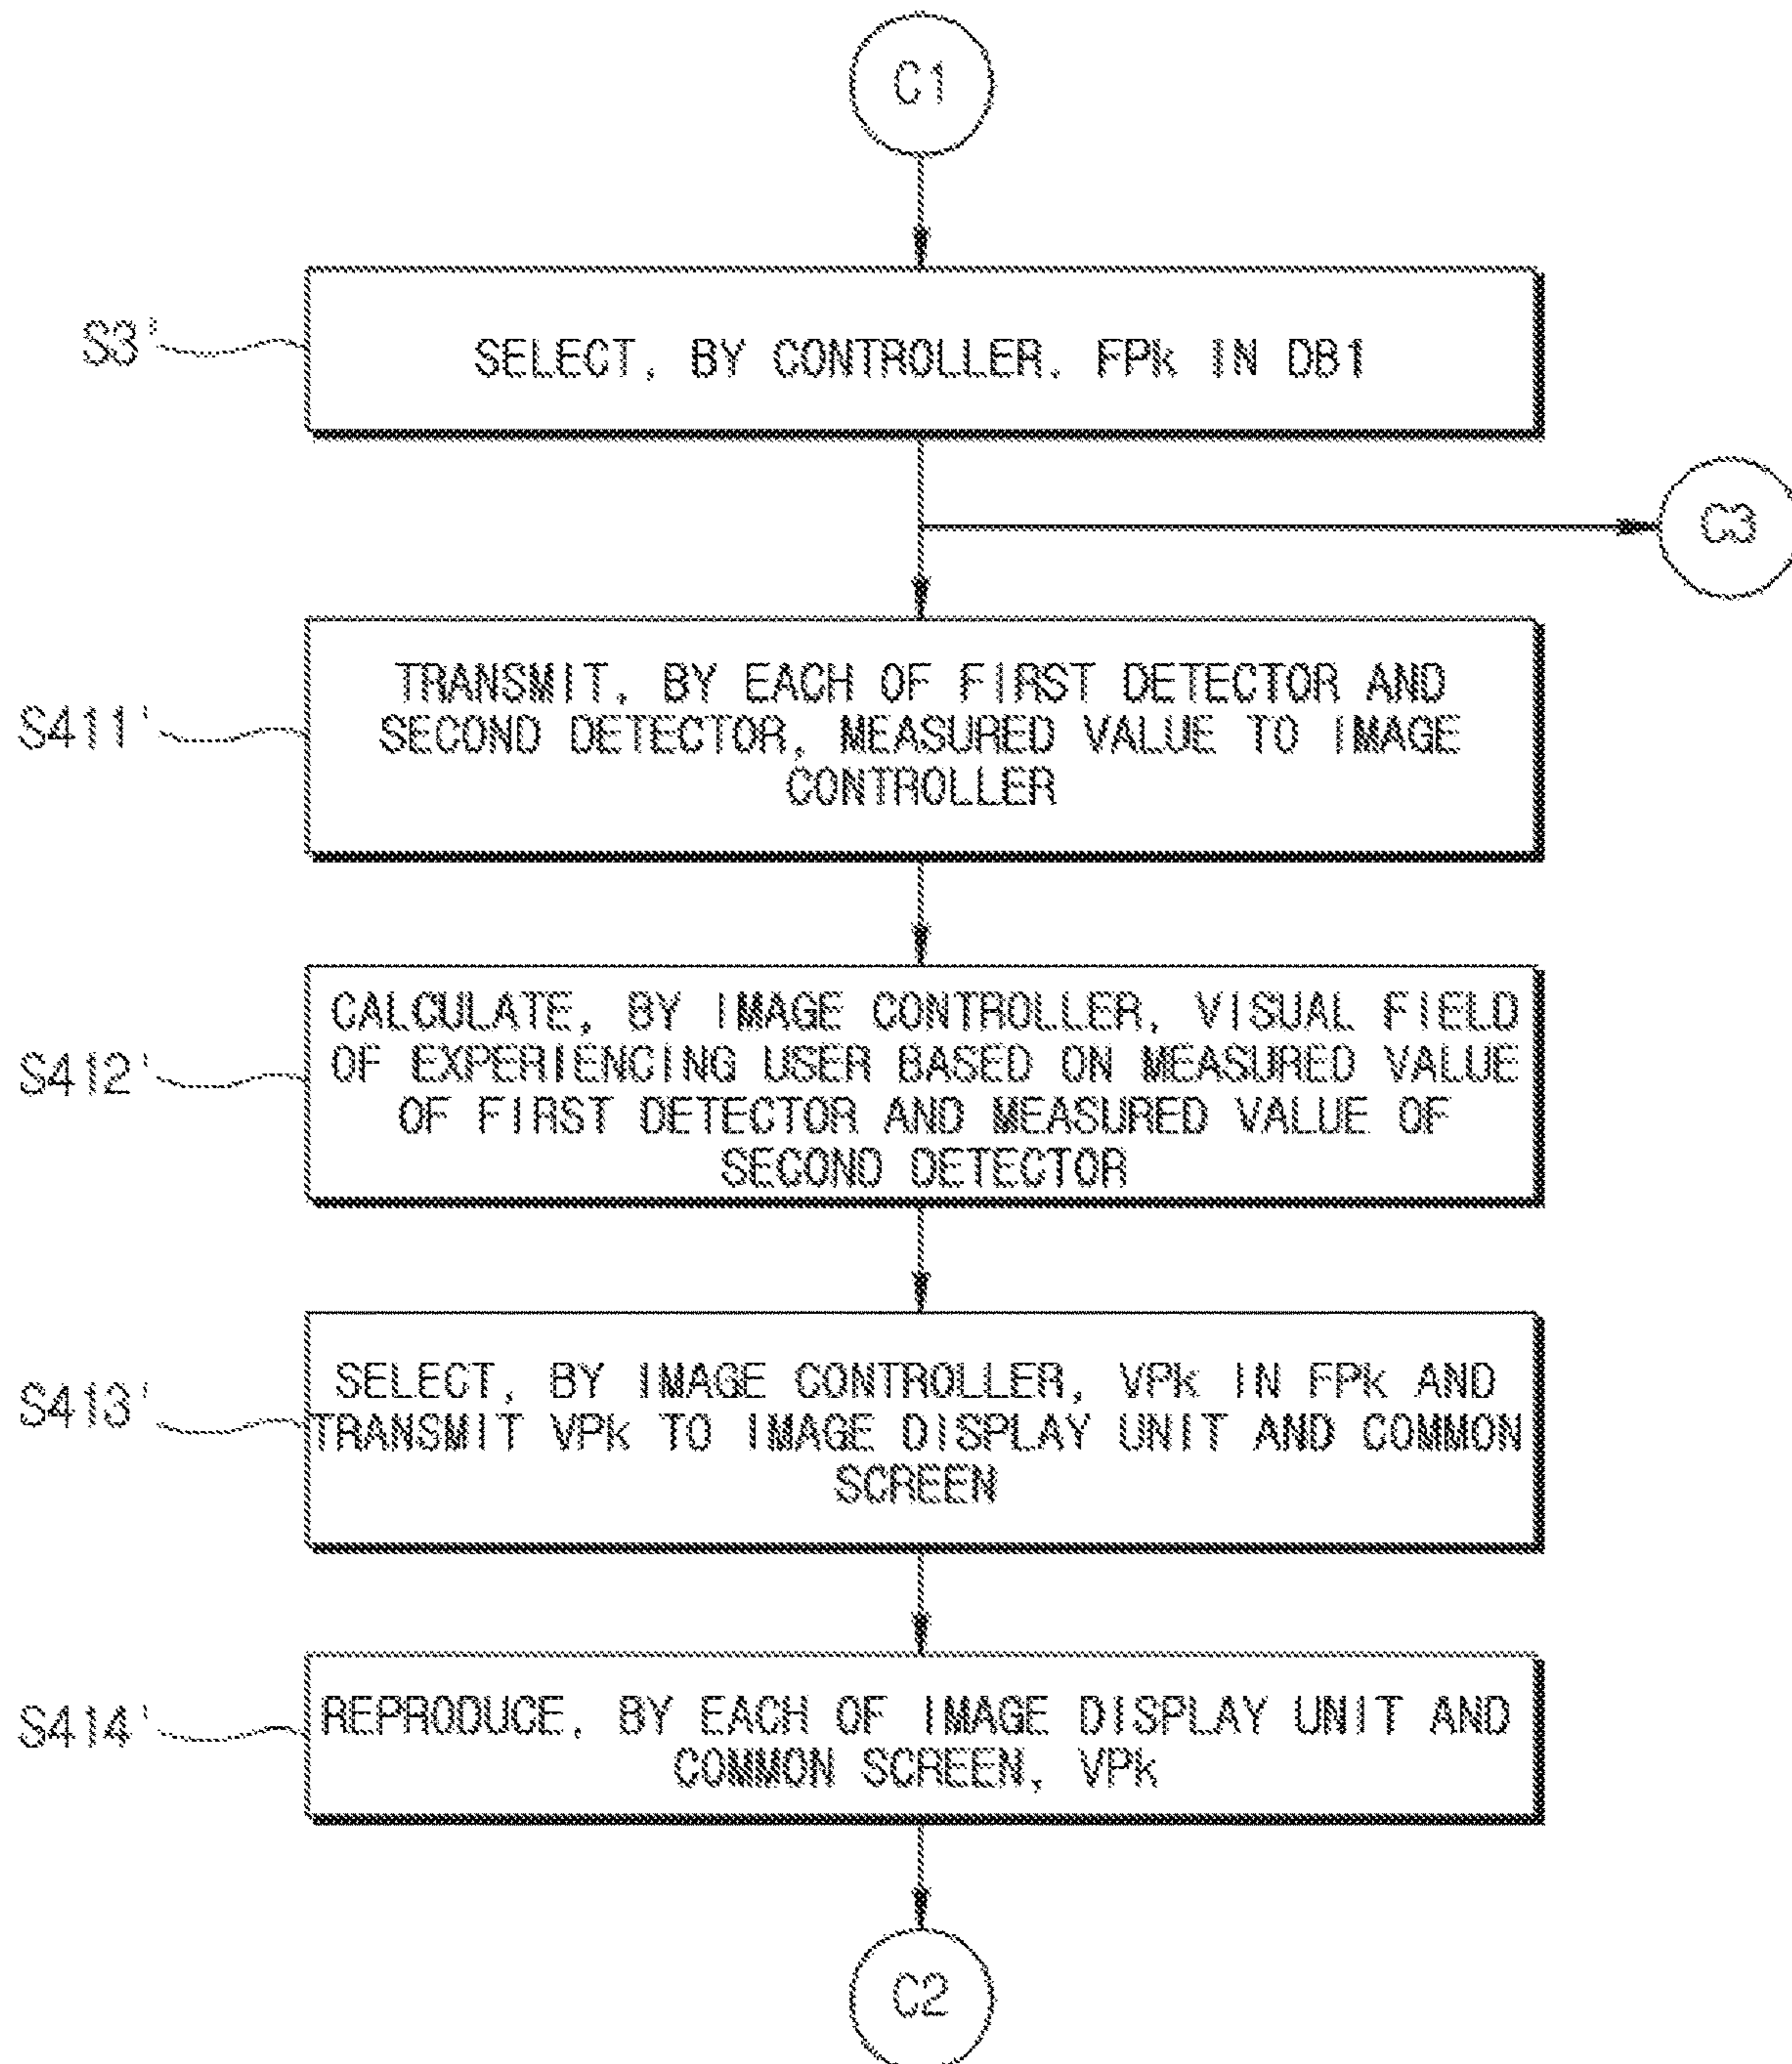 C1
S3'
SELECT, BY CONTROLLER, FPk IN DB1
C3
S411'
TRANSMIT, BY EACH OF FIRST DETECTOR AND
SECOND DETECTOR, MEASURED VALUE TO IMAGE
CONTROLLER
S412'
CALCULATE, BY IMAGE CONTROLLER, VISUAL FIELD
OF EXPERIENCING USER BASED ON MEASURED VALUE
OF FIRST DETECTOR AND MEASURED VALUE OF
SECOND DETECTOR
S413'
SELECT, BY IMAGE CONTROLLER, VPk IN FPk AND
TRANSMIT VPk TO IMAGE DISPLAY UNIT AND COMMON
SCREEN
S414'
REPRODUCE, BY EACH OF IMAGE DISPLAY UNIT AND
COMMON SCREEN, VPk
C2